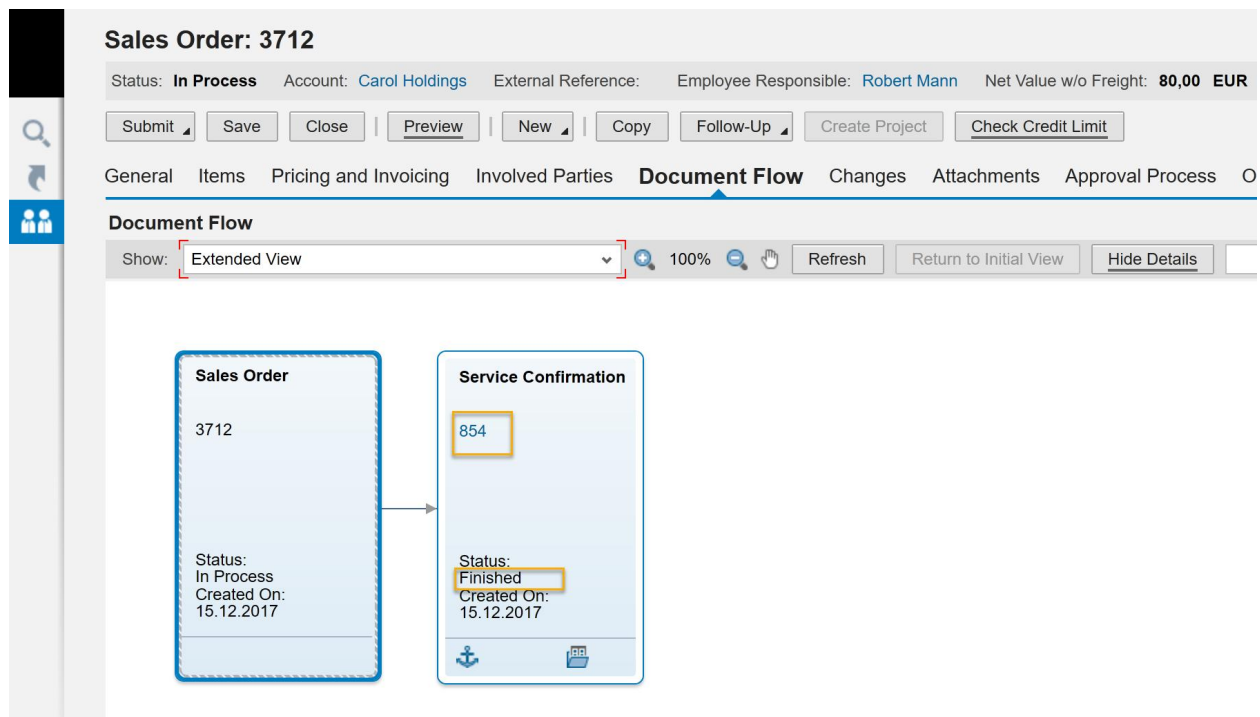 Sales Order: 3712
Status: In Process Account: Carol Holdings External Reference: Employee Responsible: Robert Mann Net Value w/o Freight: 80,00 EUR
Submit Save Close Preview New Copy Follow-Up Create Project Check Credit Limit
General Items Pricing and Invoicing Involved Parties Document Flow Changes Attachments Approval Process O
Document Flow
Show: Extended View 100% Refresh Return to Initial View Hide Details
Sales Order
3712
Status:
In Process
Created On:
15.12.2017
Service Confirmation
854
Status:
Finished
Created On:
15.12.2017